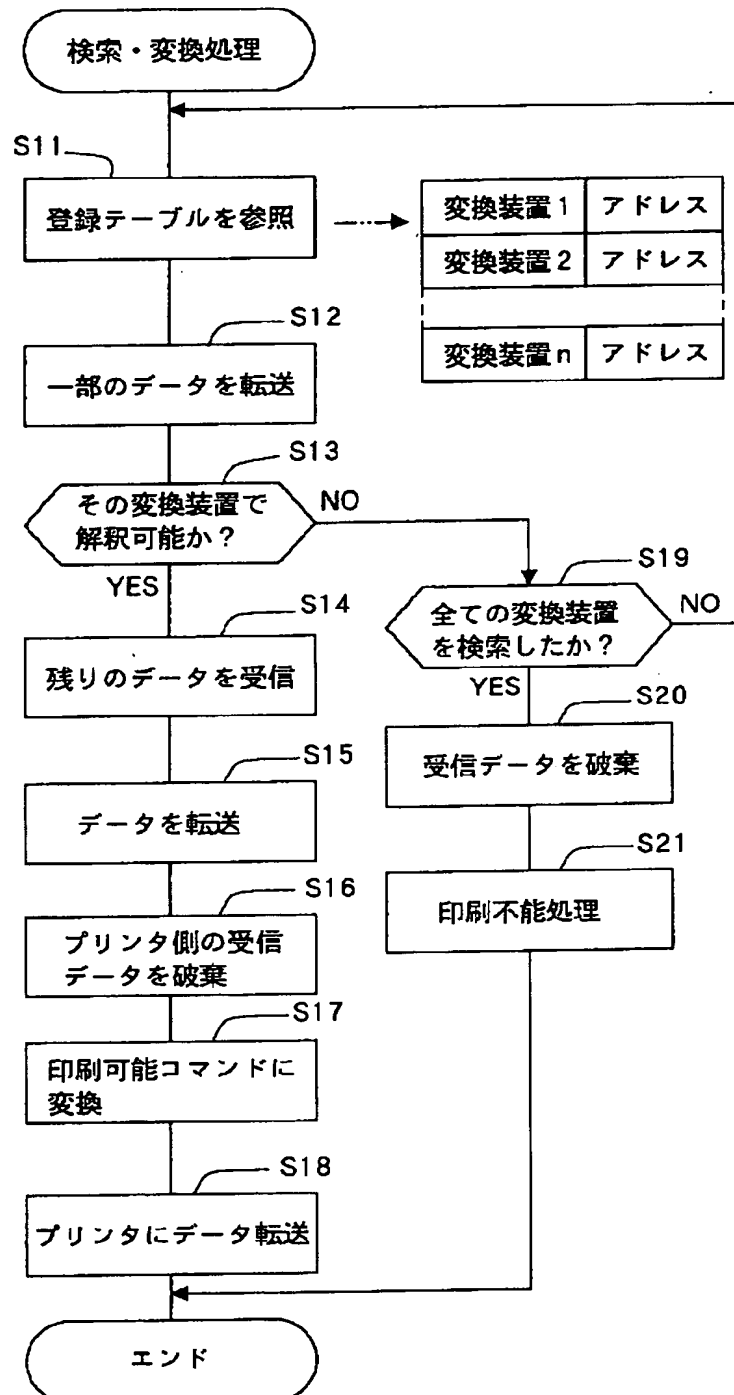 検索・変換処理
S11
登録テーブルを参照
変換装置1 アドレス
変換装置2 アドレス
変換装置n アドレス
S12
一部のデータを転送
S13
その変換装置で
解釈可能か?
NO
YES
S14
残りのデータを受信
S15
データを転送
S16
プリンタ側の受信
データを破棄
S17
印刷可能コマンドに
変換
S18
プリンタにデータ転送
S19
全ての変換装置
を検索したか?
NO
YES
S20
受信データを破棄
S21
印刷不能処理
エンド